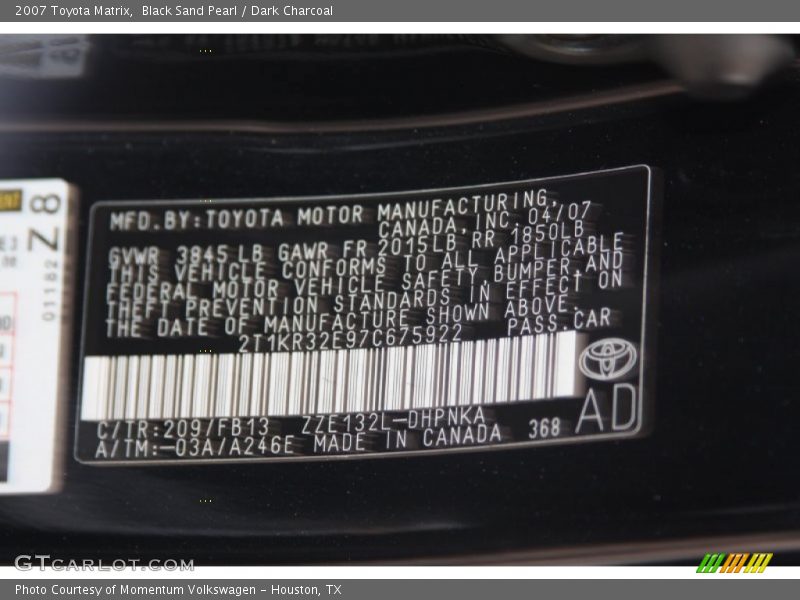 2007 Toyota Matrix,  Black Sand Pearl / Dark Charcoal
MFD.BY:TOYOTA MOTOR MANUFACTURING,
CANADA,INC 04/07
GVWR 3845 LB GAWR FR 2015LB RR 1850LB
THIS VEHICLE CONFORMS TO ALL APPLICABLE
FEDERAL MOTOR VEHICLE SAFETY,BUMPER,AND
THEFT PREVENTION STANDARDS IN EFFECT ON
THE DATE OF MANUFACTURE SHOWN ABOVE.
2T1KR32E97C675922 PASS.CAR
C/TR:209/FB13 ZZE132L-DHPNKA
A/TM:-03A/A246E MADE IN CANADA 368 AD
Z 8
01182
GTCARLOT.COM
Photo Courtesy of Momentum Volkswagen - Houston, TX